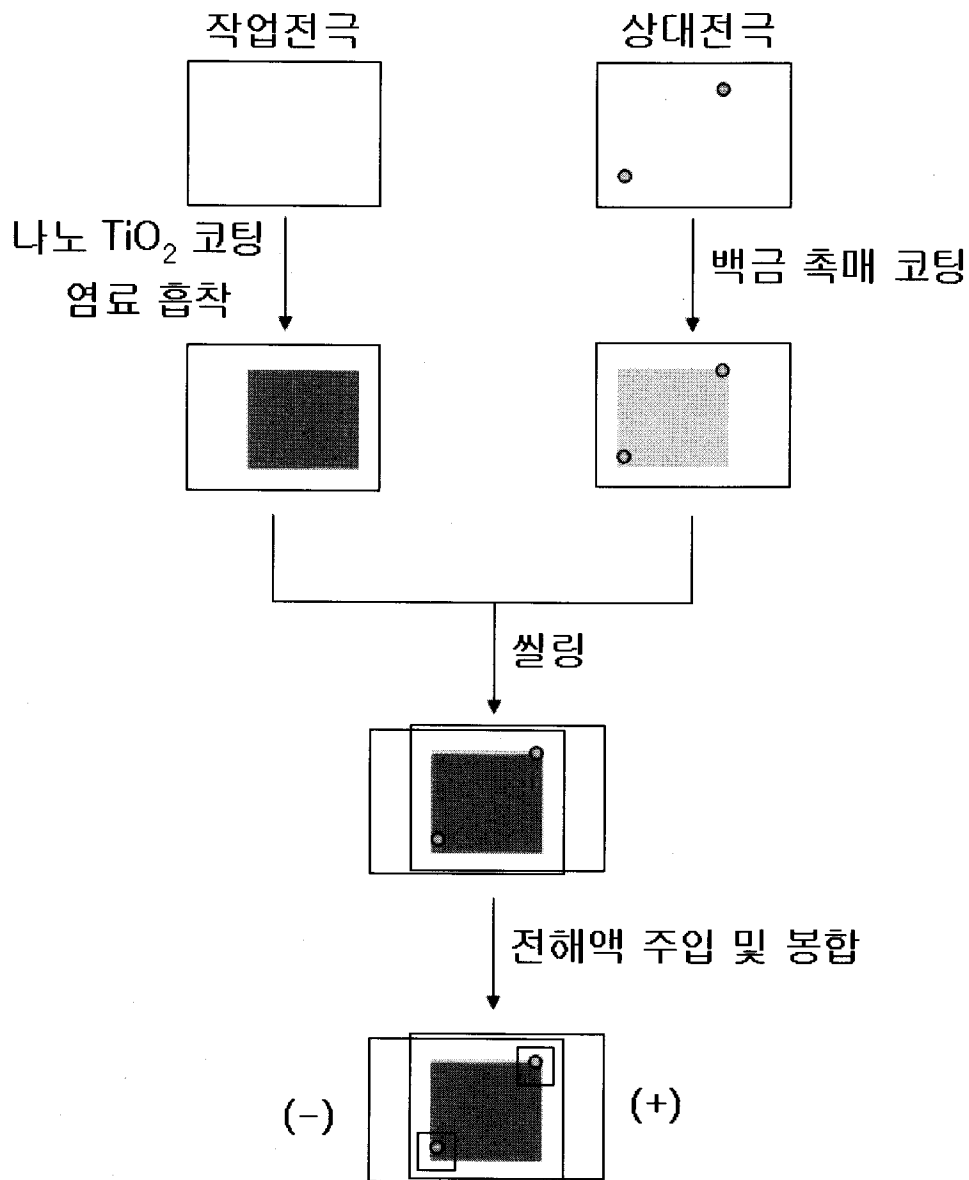 작업전극
상대전극
나노 TiO₂ 코팅
염료 흡착
백금 촉매 코팅
씰링
전해액 주입 및 봉합
(-)
(+)